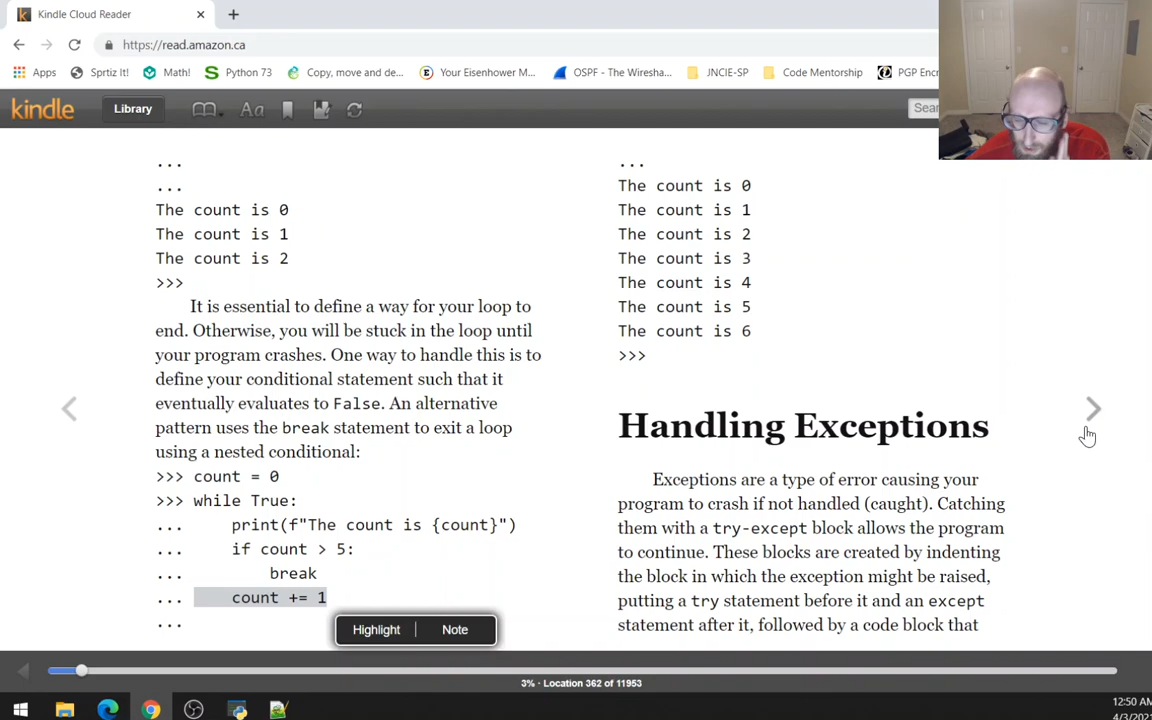 Kindle Cloud Reader
https://read.amazon.ca
Apps
Sprtiz It!
Math!
Python 73
Copy, move and de...
Your Eisenhower M...
OSPF - The Wiresha...
JNCIE-SP
Code Mentorship
PGP Encr
kindle
Library
Aa
Sear
...
...
The count is 0
The count is 1
The count is 2
>>>
It is essential to define a way for your loop to
end. Otherwise, you will be stuck in the loop until
your program crashes. One way to handle this is to
define your conditional statement such that it
eventually evaluates to False. An alternative
pattern uses the break statement to exit a loop
using a nested conditional:
>>> count = 0
>>> while True:
... print(f"The count is {count}")
... if count > 5:
... break
... count += 1
...
Highlight
Note
...
The count is 0
The count is 1
The count is 2
The count is 3
The count is 4
The count is 5
The count is 6
>>>
Handling Exceptions
Exceptions are a type of error causing your
program to crash if not handled (caught). Catching
them with a try-except block allows the program
to continue. These blocks are created by indenting
the block in which the exception might be raised,
putting a try statement before it and an except
statement after it, followed by a code block that
3% · Location 362 of 11953
12:50 AM
4/3/202